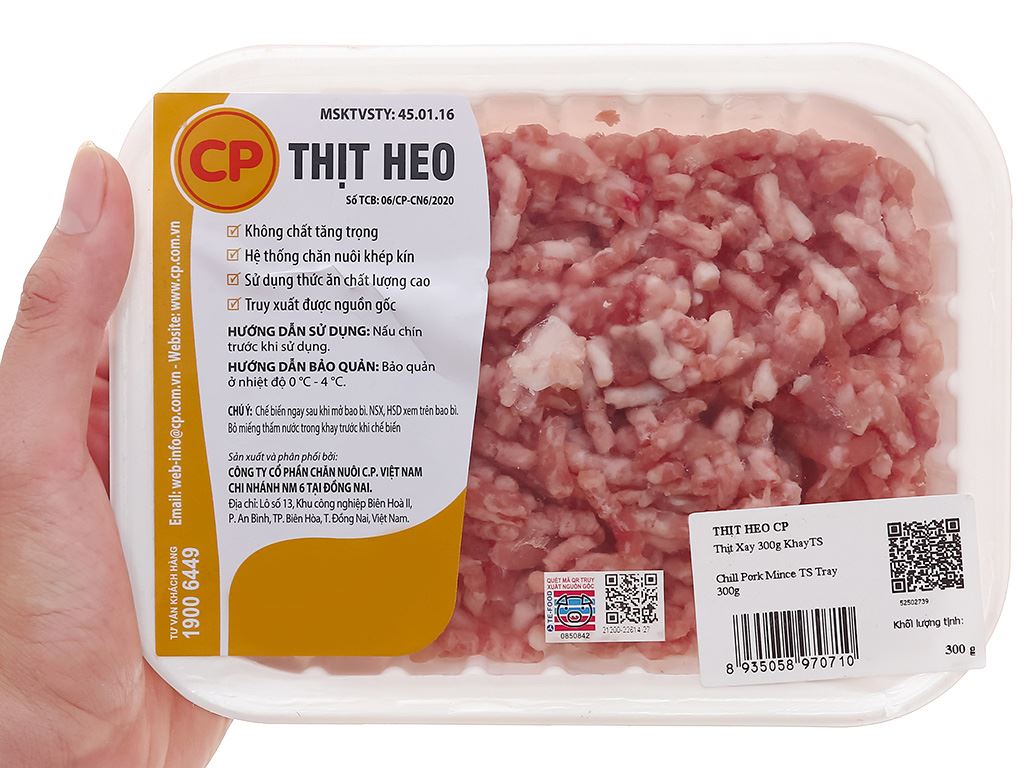 MSKTVSTY: 45.01.16
CP
THỊT HEO
Số TCB: 06/CP-CN6/2020
Không chất tăng trọng
Hệ thống chăn nuôi khép kín
Sử dụng thức ăn chất lượng cao
Truy xuất được nguồn gốc
HƯỚNG DẪN SỬ DỤNG: Nấu chín
trước khi sử dụng.
HƯỚNG DẪN BẢO QUẢN: Bảo quản
ở nhiệt độ 0 °C - 4 °C.
CHÚ Ý: Chế biến ngay sau khi mở bao bì. NSX, HSD xem trên bao bì.
Bỏ miếng thấm nước trong khay trước khi chế biến
Sản xuất và phân phối bởi:
CÔNG TY CỔ PHẦN CHĂN NUÔI C.P. VIỆT NAM
CHI NHÁNH NM 6 TẠI ĐỒNG NAI.
Địa chỉ: Lô số 13, Khu công nghiệp Biên Hoà II,
P. An Bình, TP. Biên Hòa, T. Đồng Nai, Việt Nam.
Email: web-info@cp.com.vn - Website: www.cp.com.vn
TƯ VẤN KHÁCH HÀNG
1900 6449
QUÉT MÃ QR TRUY
XUẤT NGUỒN GỐC
TE-FOOD
0850842
21200-22614-27
THỊT HEO CP
Thịt Xay 300g KhayTS
Chill Pork Mince TS Tray
300g
8 935058 970710
52502739
Khối lượng tịnh:
300 g